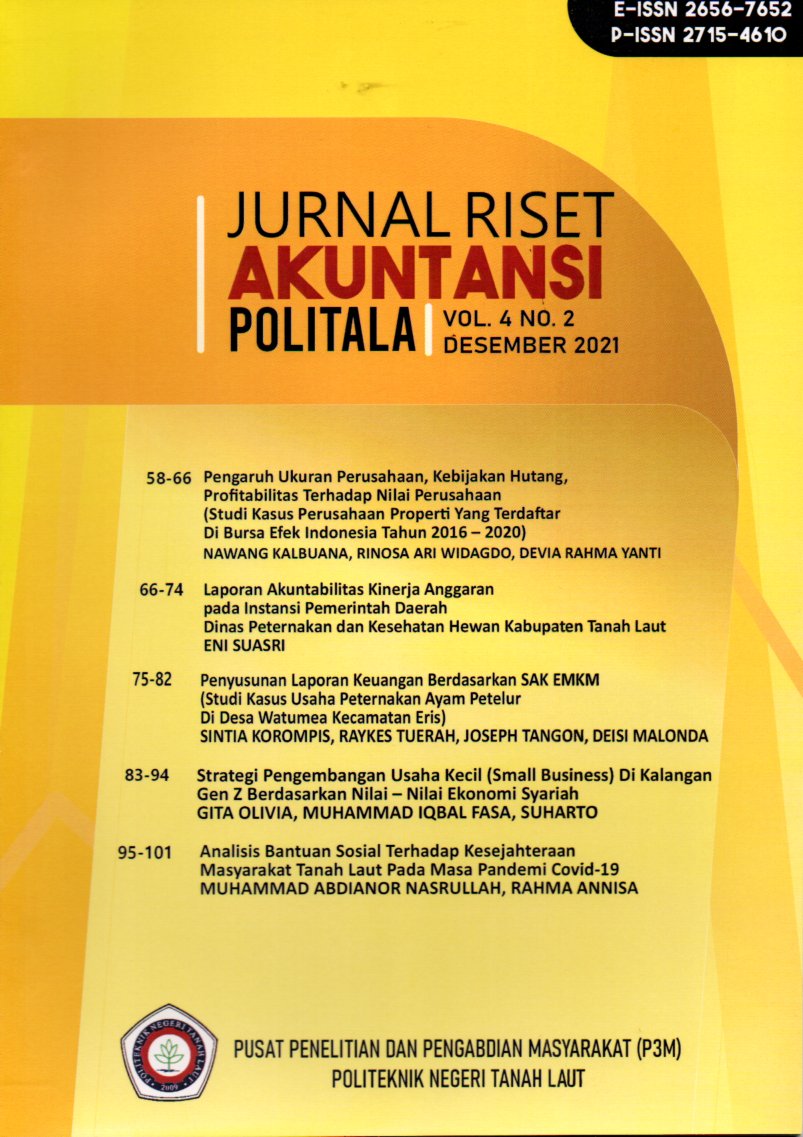 E-ISSN 2656-7652
P-ISSN 2715-4610
JURNAL RISET
AKUNTANSI
POLITALA
VOL. 4 NO. 2
DESEMBER 2021
58-66 Pengaruh Ukuran Perusahaan, Kebijakan Hutang,
Profitabilitas Terhadap Nilai Perusahaan
(Studi Kasus Perusahaan Properti Yang Terdaftar
Di Bursa Efek Indonesia Tahun 2016 – 2020)
NAWANG KALBUANA, RINOSA ARI WIDAGDO, DEVIA RAHMA YANTI
66-74 Laporan Akuntabilitas Kinerja Anggaran
pada Instansi Pemerintah Daerah
Dinas Peternakan dan Kesehatan Hewan Kabupaten Tanah Laut
ENI SUASRI
75-82 Penyusunan Laporan Keuangan Berdasarkan SAK EMKM
(Studi Kasus Usaha Peternakan Ayam Petelur
Di Desa Watumea Kecamatan Eris)
SINTIA KOROMPIS, RAYKES TUERAH, JOSEPH TANGON, DEISI MALONDA
83-94 Strategi Pengembangan Usaha Kecil (Small Business) Di Kalangan
Gen Z Berdasarkan Nilai – Nilai Ekonomi Syariah
GITA OLIVIA, MUHAMMAD IQBAL FASA, SUHARTO
95-101 Analisis Bantuan Sosial Terhadap Kesejahteraan
Masyarakat Tanah Laut Pada Masa Pandemi Covid-19
MUHAMMAD ABDIANOR NASRULLAH, RAHMA ANNISA
POLITEKNIK NEGERI TANAH LAUT
2009
PUSAT PENELITIAN DAN PENGABDIAN MASYARAKAT (P3M)
POLITEKNIK NEGERI TANAH LAUT